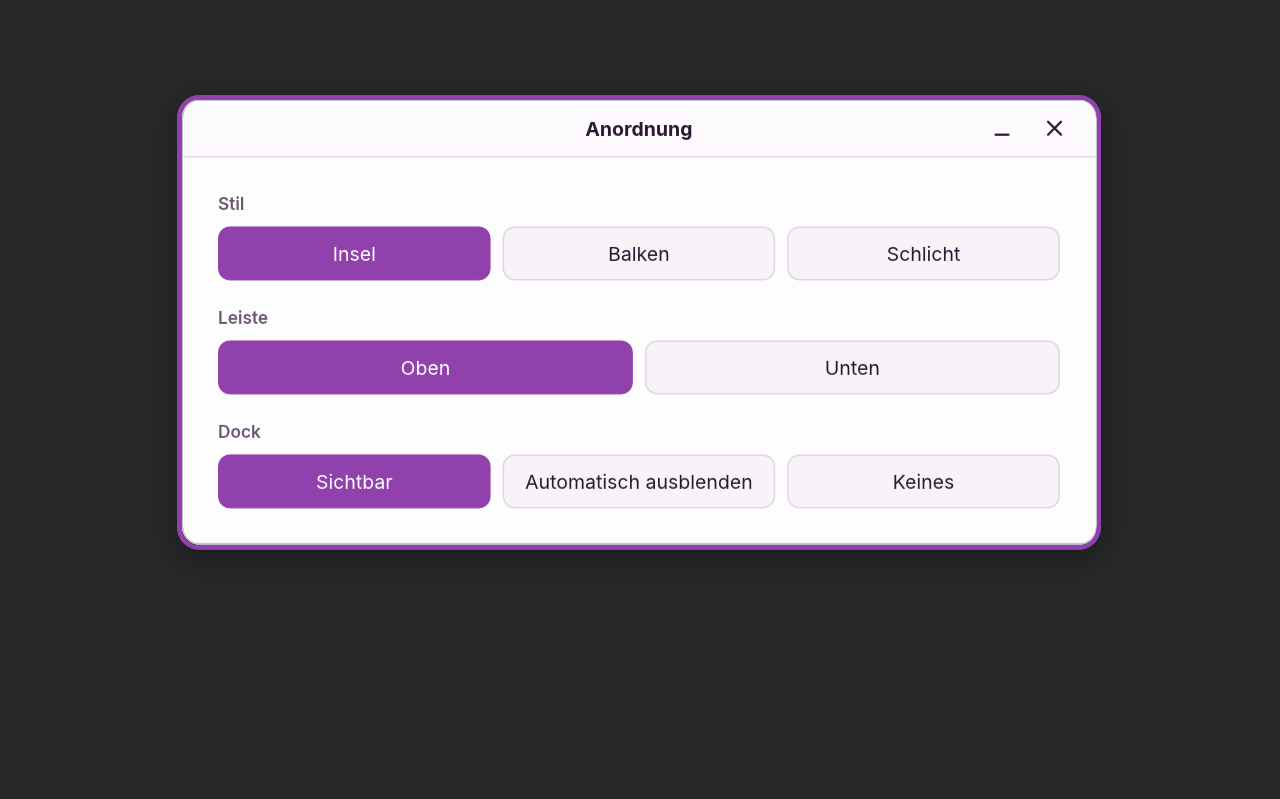 Anordnung
Stil
Insel Balken Schlicht
Leiste
Oben Unten
Dock
Sichtbar Automatisch ausblenden Keines